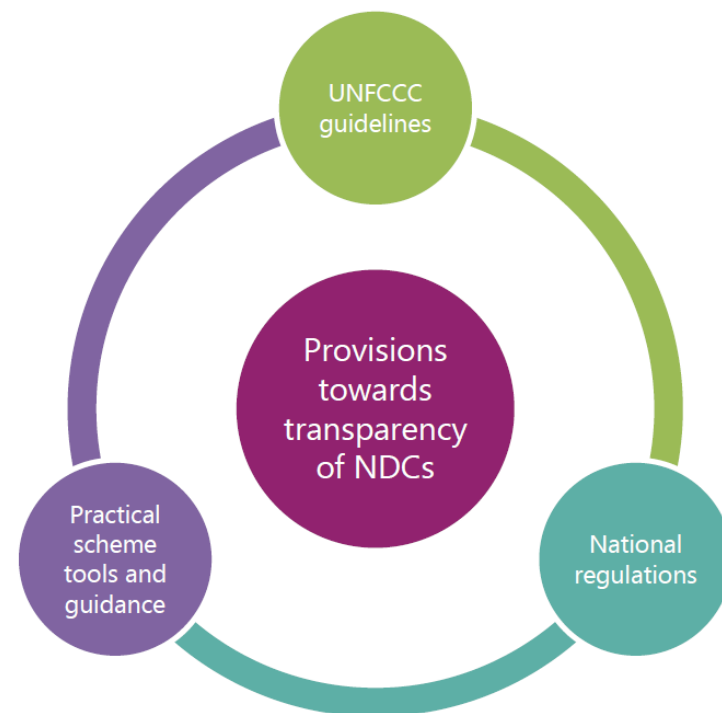 UNFCCC
guidelines
Provisions
towards
transparency
of NDCs
Practical
scheme
tools and
guidance
National
regulations